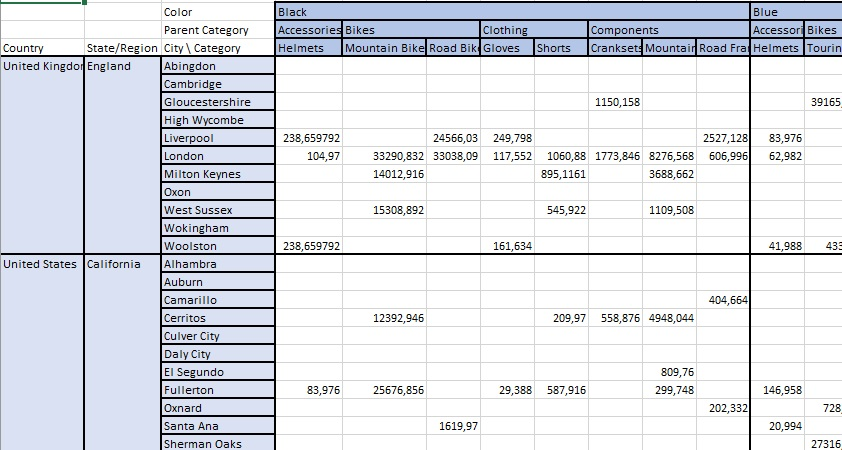 Color Black Blue
Parent Category Accessories Bikes Clothing Components Accessori Bikes
Country State/Region City \ Category Helmets Mountain Bike Road Bik Gloves Shorts Cranksets Mountain Road Fra Helmets Tourin
United Kingdor England Abingdon
Cambridge
Gloucestershire 1150,158 39165,
High Wycombe
Liverpool 238,659792 24566,03 249,798 2527,128 83,976
London 104,97 33290,832 33038,09 117,552 1060,88 1773,846 8276,568 606,996 62,982
Milton Keynes 14012,916 895,1161 3688,662
Oxon
West Sussex 15308,892 545,922 1109,508
Wokingham
Woolston 238,659792 161,634 41,988 433
United States California Alhambra
Auburn
Camarillo 404,664
Cerritos 12392,946 209,97 558,876 4948,044
Culver City
Daly City
El Segundo 809,76
Fullerton 83,976 25676,856 29,388 587,916 299,748 146,958
Oxnard 202,332 728,
Santa Ana 1619,97 20,994
Sherman Oaks 27316,